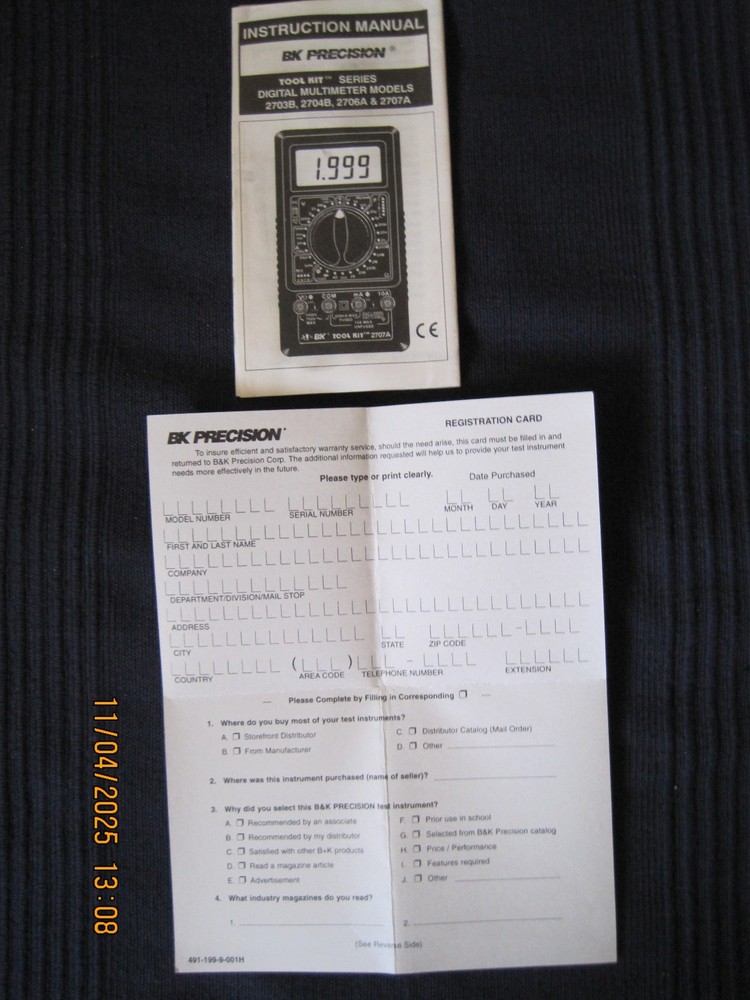 INSTRUCTION MANUAL
BK PRECISION®
TOOL KIT™ SERIES
DIGITAL MULTIMETER MODELS
2703B, 2704B, 2706A & 2707A
1.999
COM mA 10A
BK TOOL KIT™ 2707A
CE
BK PRECISION
REGISTRATION CARD
To insure efficient and satisfactory warranty service, should the need arise, this card must be filled in and
returned to B&K Precision Corp. The additional information requested will help us to provide your test instrument
needs more effectively in the future.
Please type or print clearly.
Date Purchased
MODEL NUMBER SERIAL NUMBER MONTH DAY YEAR
FIRST AND LAST NAME
COMPANY
DEPARTMENT/DIVISION/MAIL STOP
ADDRESS
CITY STATE ZIP CODE
COUNTRY AREA CODE TELEPHONE NUMBER EXTENSION
Please Complete by Filling in Corresponding
1. Where do you buy most of your test instruments?
A. Storefront Distributor
B. From Manufacturer
C. Distributor Catalog (Mail Order)
D. Other
2. Where was this instrument purchased (name of seller)?
3. Why did you select this B&K PRECISION test instrument?
A. Recommended by an associate
B. Recommended by my distributor
C. Satisfied with other B+K products
D. Read a magazine article
E. Advertisement
F. Prior use in school
G. Selected from B&K Precision catalog
H. Price / Performance
I. Features required
J. Other
4. What industry magazines do you read?
1. 2.
(See Reverse Side)
491-199-9-001H
11/04/2025 13:08